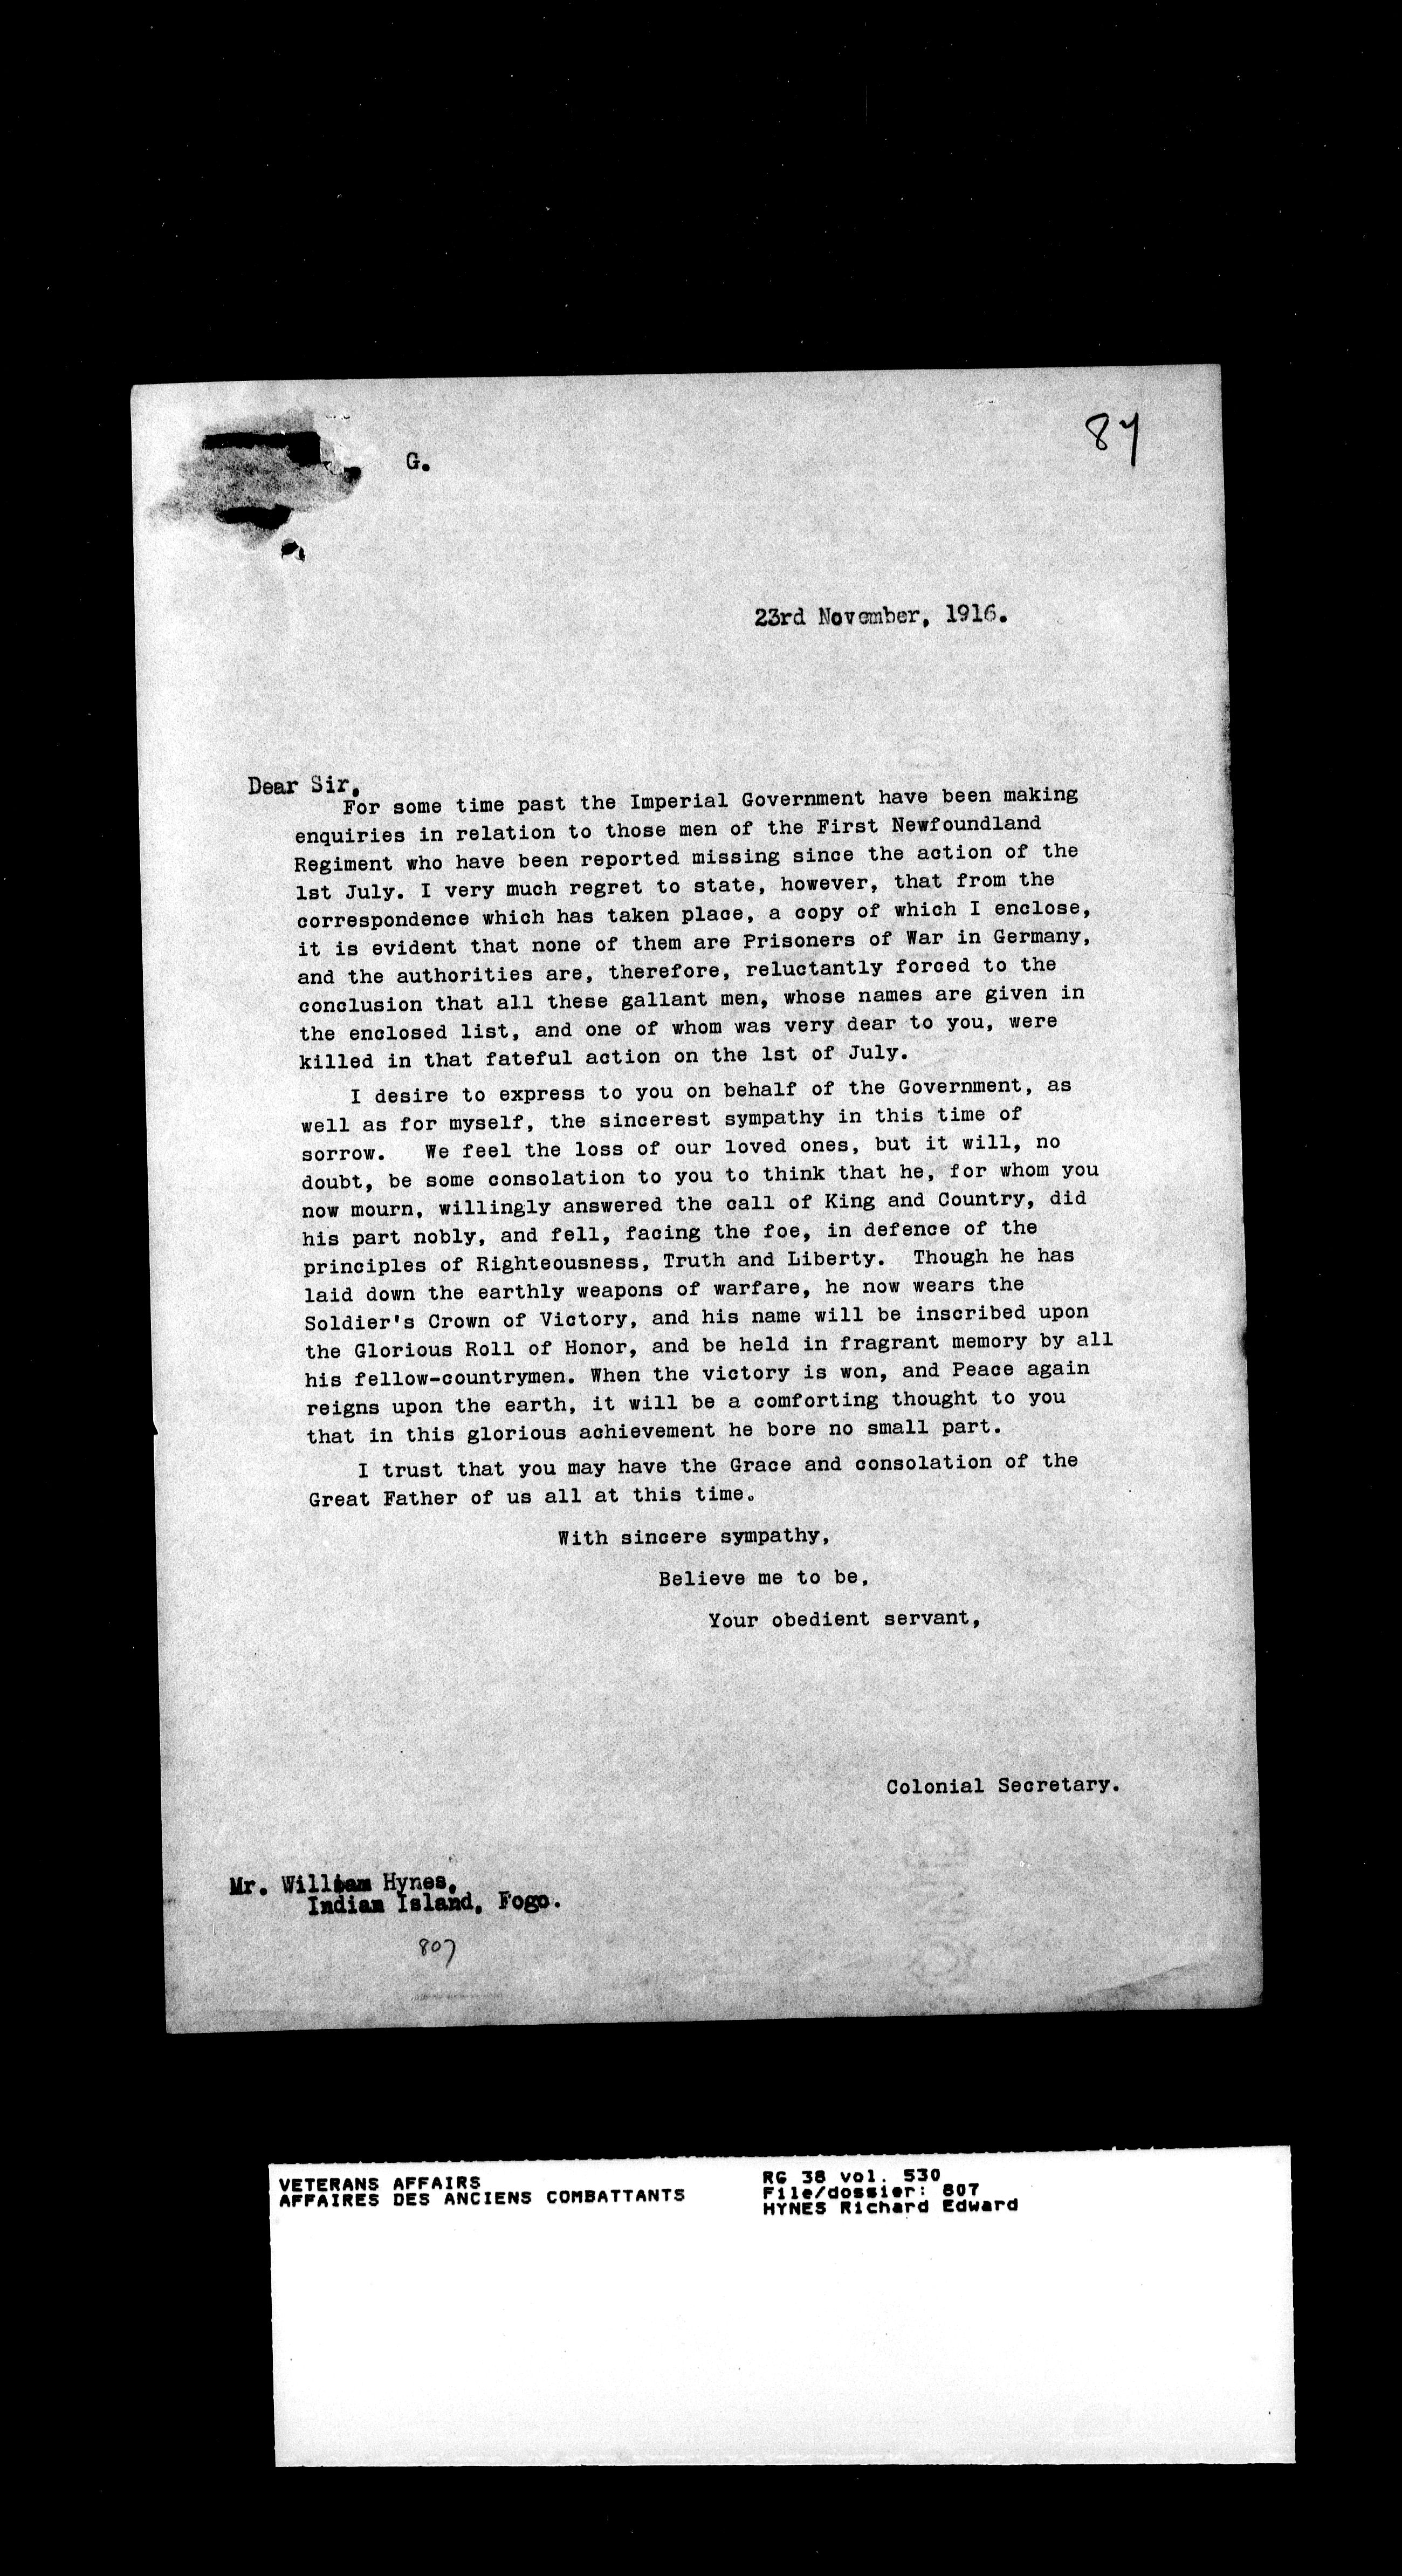 87
G.
23rd November, 1916.
Dear Sir,
For some time past the Imperial Government have been making
enquiries in relation to those men of the First Newfoundland
Regiment who have been reported missing since the action of the
1st July. I very much regret to state, however, that from the
correspondence which has taken place, a copy of which I enclose,
it is evident that none of them are Prisoners of War in Germany,
and the authorities are, therefore, reluctantly forced to the
conclusion that all these gallant men, whose names are given in
the enclosed list, and one of whom was very dear to you, were
killed in that fateful action on the 1st of July.
I desire to express to you on behalf of the Government, as
well as for myself, the sincerest sympathy in this time of
sorrow. We feel the loss of our loved ones, but it will, no
doubt, be some consolation to you to think that he, for whom you
now mourn, willingly answered the call of King and Country, did
his part nobly, and fell, facing the foe, in defence of the
principles of Righteousness, Truth and Liberty. Though he has
laid down the earthly weapons of warfare, he now wears the
Soldier's Crown of Victory, and his name will be inscribed upon
the Glorious Roll of Honor, and be held in fragrant memory by all
his fellow-countrymen. When the victory is won, and Peace again
reigns upon the earth, it will be a comforting thought to you
that in this glorious achievement he bore no small part.
I trust that you may have the Grace and consolation of the
Great Father of us all at this time.
With sincere sympathy,
Believe me to be,
Your obedient servant,
Colonial Secretary.
Mr. William Hynes,
Indian Island, Fogo.
807
VETERANS AFFAIRS
AFFAIRES DES ANCIENS COMBATTANTS
RG 38 vol. 530
File/dossier: 807
HYNES Richard Edward